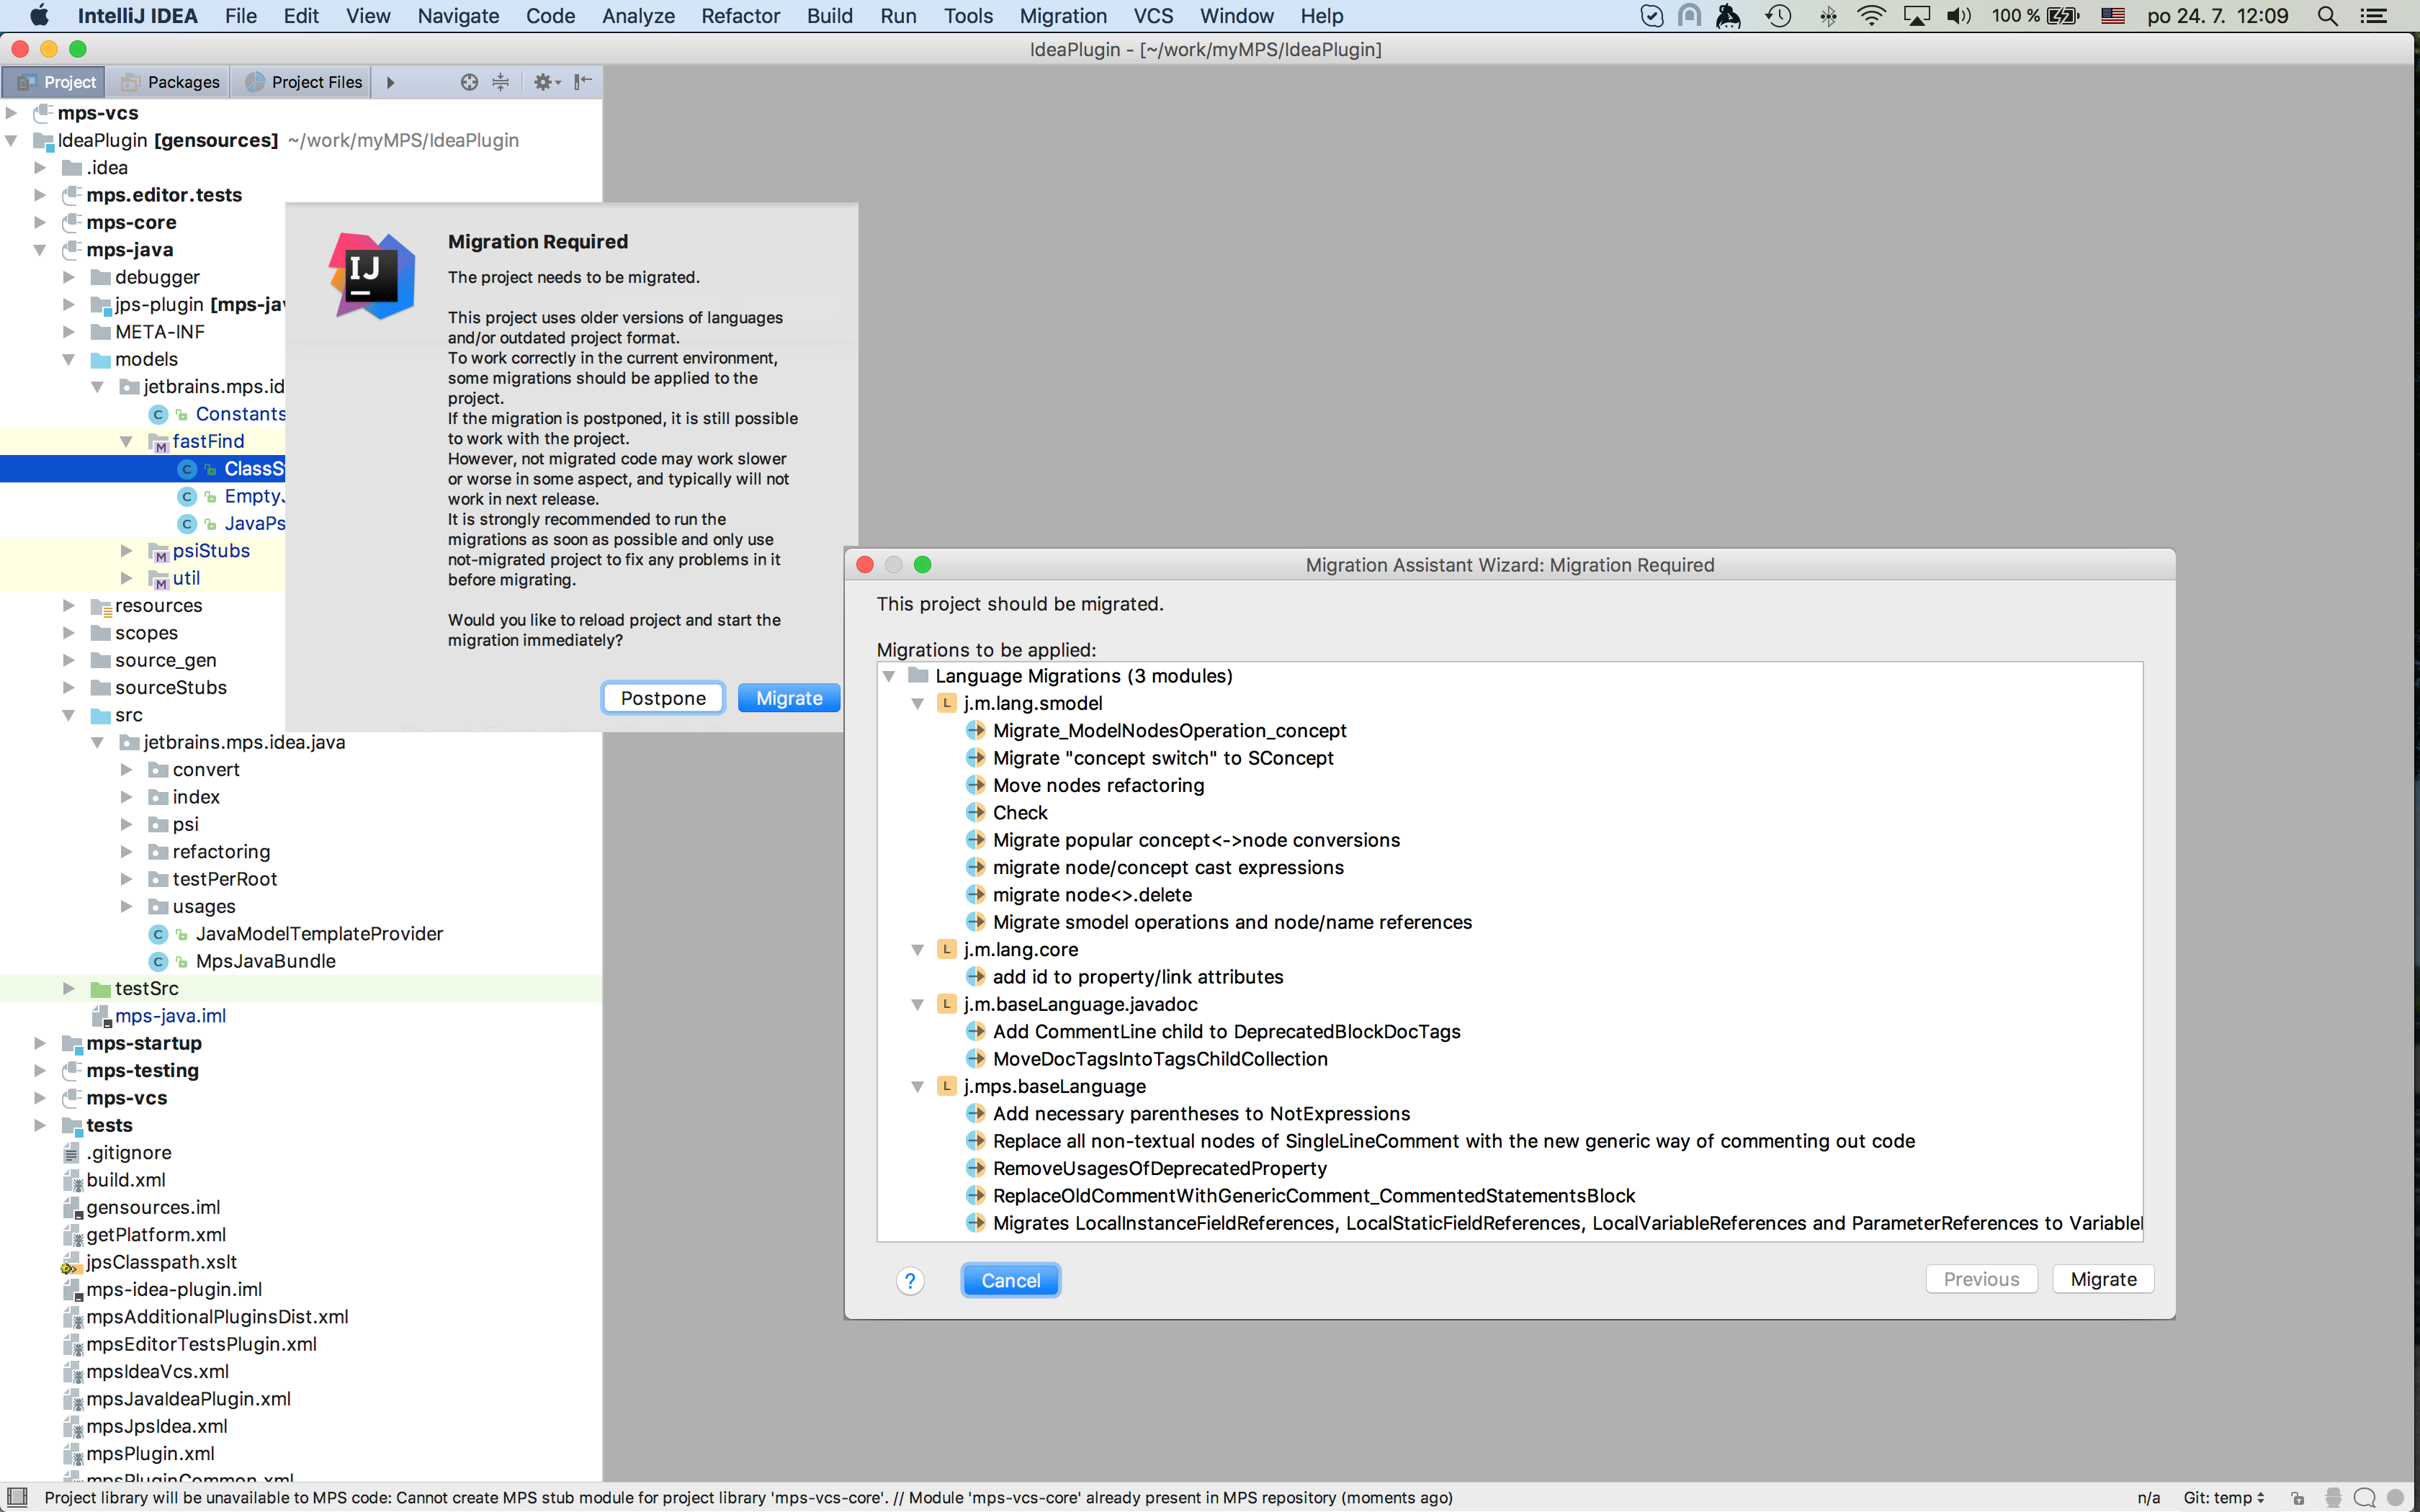 IntelliJ IDEA File Edit View Navigate Code Analyze Refactor Build Run Tools Migration VCS Window Help 100 % po 24. 7. 12:09
IdeaPlugin - [~/work/myMPS/IdeaPlugin]
Project Packages Project Files
mps-vcs
IdeaPlugin [gensources] ~/work/myMPS/IdeaPlugin
.idea
mps.editor.tests
mps-core
mps-java
debugger
jps-plugin [mps-jav
META-INF
models
jetbrains.mps.id
Constants
fastFind
ClassS
EmptyJ
JavaPs
psiStubs
util
resources
scopes
source_gen
sourceStubs
src
jetbrains.mps.idea.java
convert
index
psi
refactoring
testPerRoot
usages
JavaModelTemplateProvider
MpsJavaBundle
testSrc
mps-java.iml
mps-startup
mps-testing
mps-vcs
tests
.gitignore
build.xml
gensources.iml
getPlatform.xml
jpsClasspath.xslt
mps-idea-plugin.iml
mpsAdditionalPluginsDist.xml
mpsEditorTestsPlugin.xml
mpsIdeaVcs.xml
mpsJavaIdeaPlugin.xml
mpsJpsIdea.xml
mpsPlugin.xml
mpsPluginCommon.xml
IJ
Migration Required
The project needs to be migrated.
This project uses older versions of languages
and/or outdated project format.
To work correctly in the current environment,
some migrations should be applied to the
project.
If the migration is postponed, it is still possible
to work with the project.
However, not migrated code may work slower
or worse in some aspect, and typically will not
work in next release.
It is strongly recommended to run the
migrations as soon as possible and only use
not-migrated project to fix any problems in it
before migrating.
Would you like to reload project and start the
migration immediately?
Postpone Migrate
Migration Assistant Wizard: Migration Required
This project should be migrated.
Migrations to be applied:
Language Migrations (3 modules)
L j.m.lang.smodel
Migrate_ModelNodesOperation_concept
Migrate "concept switch" to SConcept
Move nodes refactoring
Check
Migrate popular concept<->node conversions
migrate node/concept cast expressions
migrate node<>.delete
Migrate smodel operations and node/name references
L j.m.lang.core
add id to property/link attributes
L j.m.baseLanguage.javadoc
Add CommentLine child to DeprecatedBlockDocTags
MoveDocTagsIntoTagsChildCollection
L j.mps.baseLanguage
Add necessary parentheses to NotExpressions
Replace all non-textual nodes of SingleLineComment with the new generic way of commenting out code
RemoveUsagesOfDeprecatedProperty
ReplaceOldCommentWithGenericComment_CommentedStatementsBlock
Migrates LocalInstanceFieldReferences, LocalStaticFieldReferences, LocalVariableReferences and ParameterReferences to Variable
? Cancel Previous Migrate
Project library will be unavailable to MPS code: Cannot create MPS stub module for project library 'mps-vcs-core'. // Module 'mps-vcs-core' already present in MPS repository (moments ago) n/a Git: temp